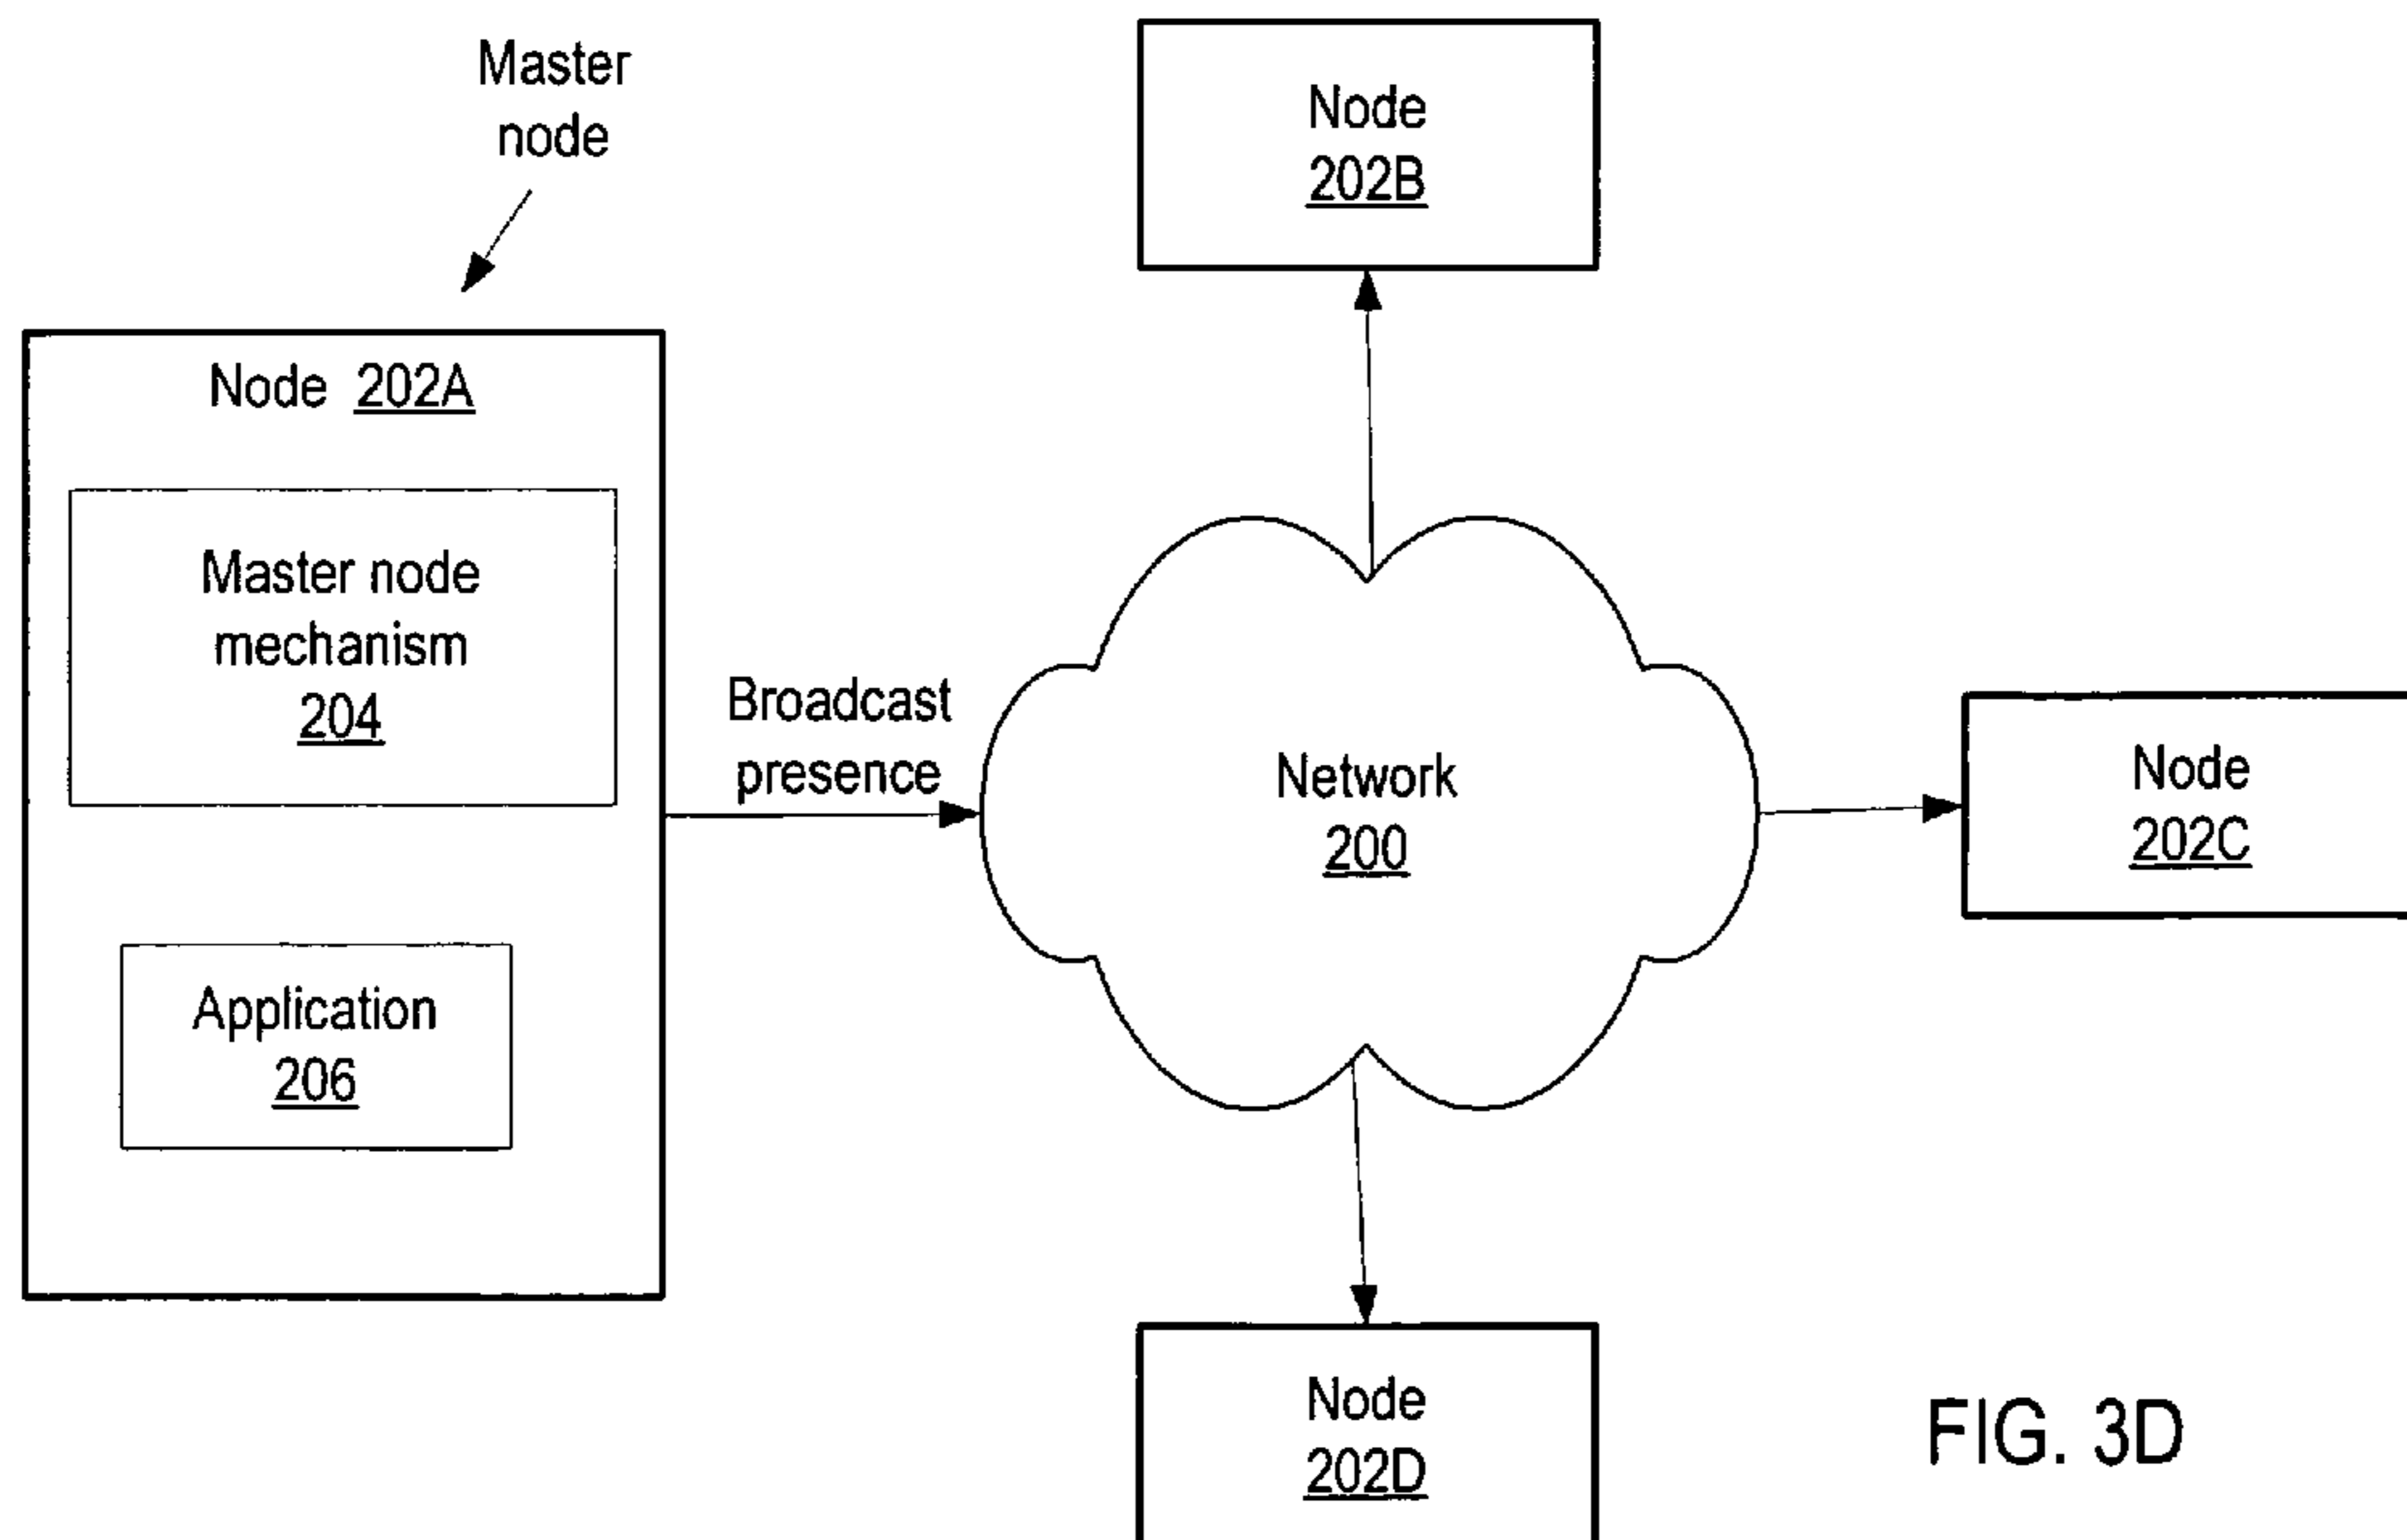 Master
node
Node 202A
Master node
mechanism
204
Application
206
Broadcast
presence
Network
200
Node
202B
Node
202C
Node
202D
FIG. 3D